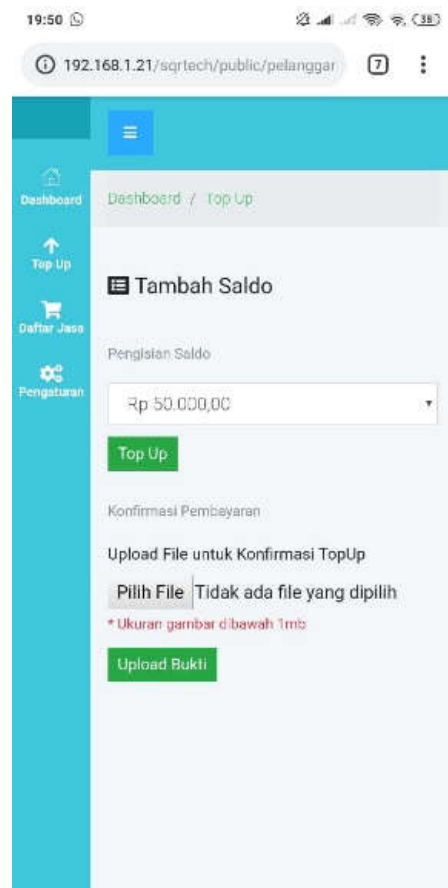 19:50
38
192.168.1.21/sqrtech/public/pelanggar
7
Dashboard
Top Up
Daftar Jasa
Pengaturan
Dashboard / Top Up
Tambah Saldo
Pengisian Saldo
Rp 50.000,00
Top Up
Konfirmasi Pembayaran
Upload File untuk Konfirmasi TopUp
Pilih File Tidak ada file yang dipilih
* Ukuran gambar dibawah 1mb
Upload Bukti